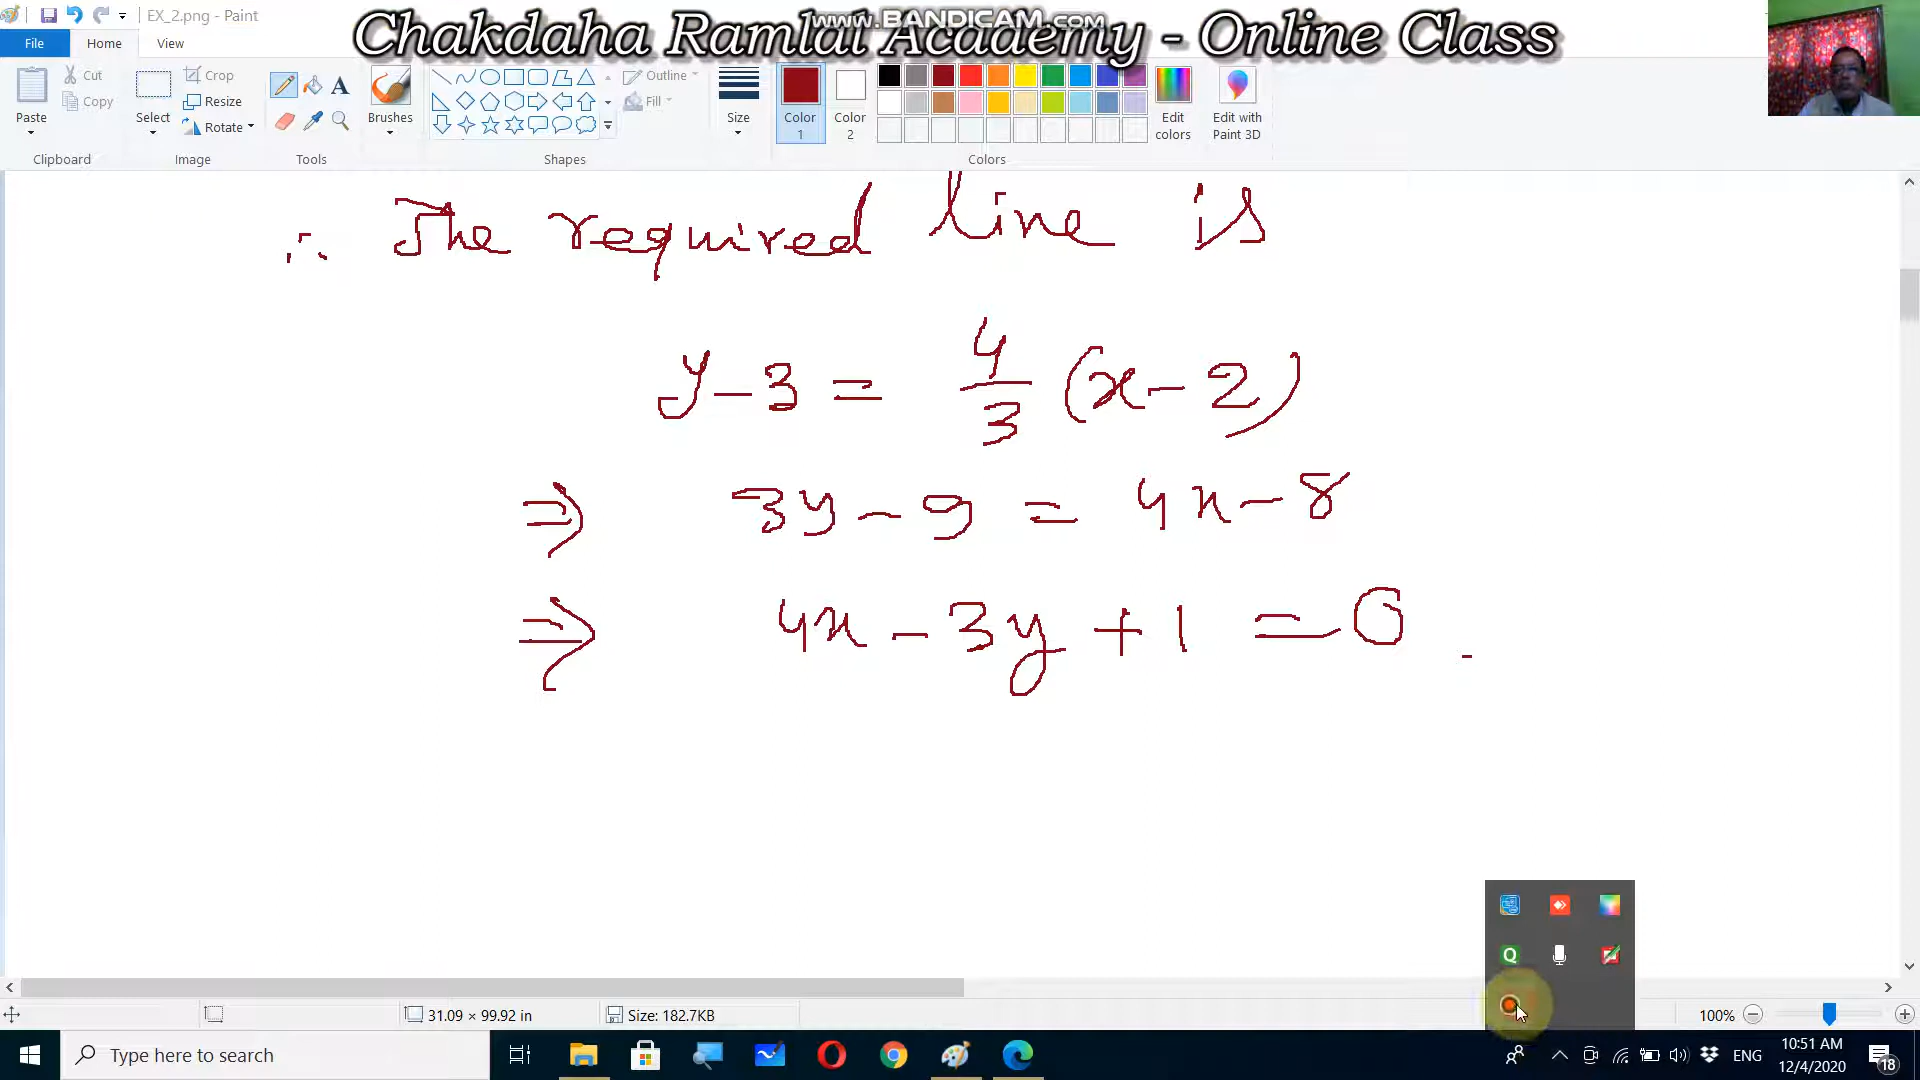 EX_2.png - Paint
www.BANDICAM.com
Chakdaha Ramlal Academy - Online Class
File Home View
Cut
Copy
Paste
Clipboard
Select
Crop
Resize
Rotate
Image
Tools
Brushes
Outline
Fill
Shapes
Size
Color 1
Color 2
Edit colors
Edit with Paint 3D
Colors
∴ The required line is
y - 3 = 4/3 (x - 2)
⇒ 3y - 9 = 4x - 8
⇒ 4x - 3y + 1 = 0 .
31.09 × 99.92 in
Size: 182.7KB
100%
Type here to search
ENG
10:51 AM
12/4/2020
18